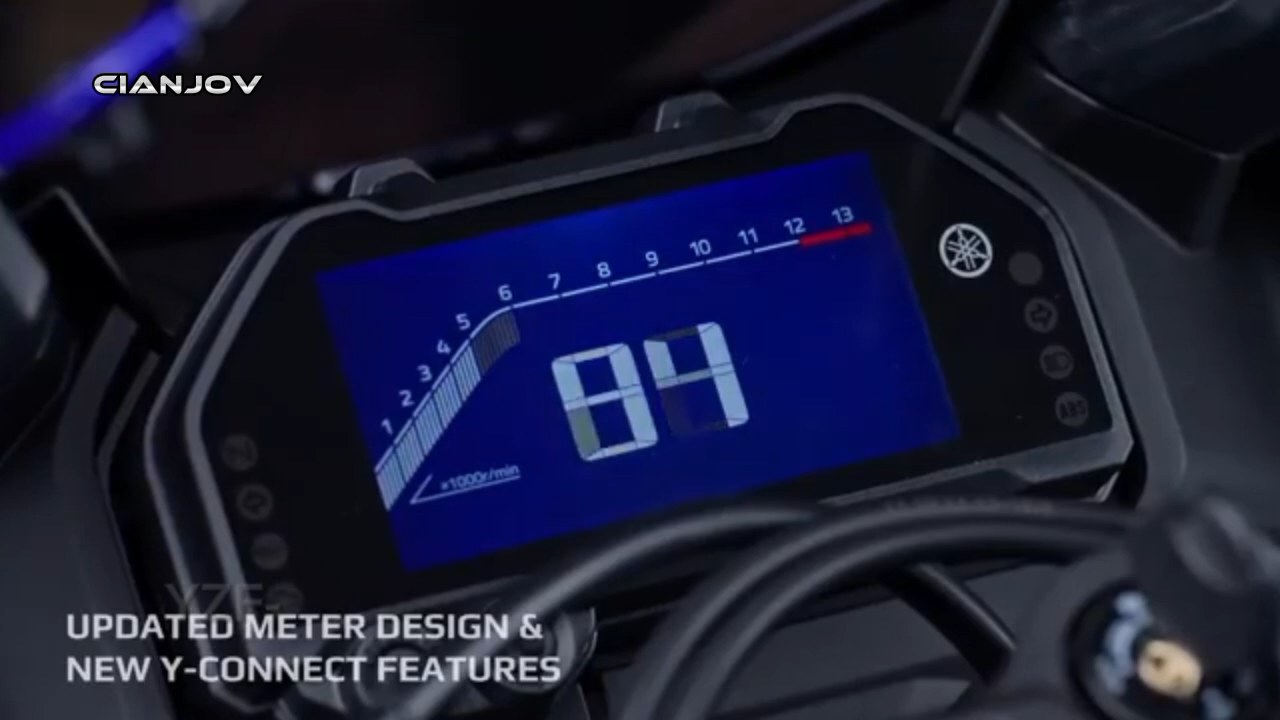 CIANJOV
1
2
3
4
5
6
7
8
9
10
11
12
13
84
×1000r/min
ABS
UPDATED METER DESIGN &
NEW Y-CONNECT FEATURES